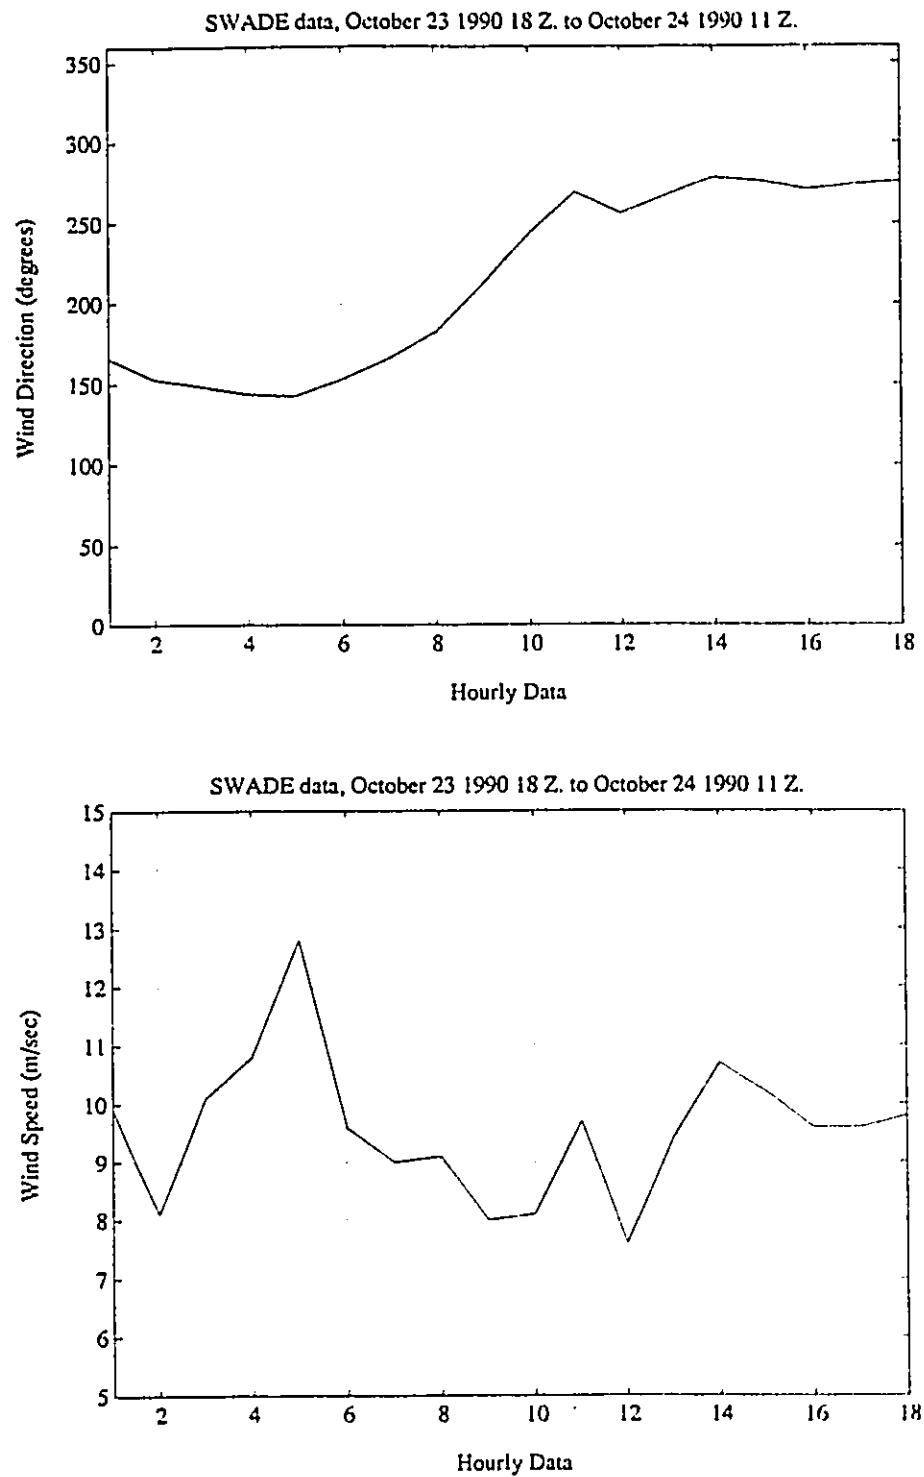 SWADE data, October 23 1990 18 Z. to October 24 1990 11 Z.
350
300
250
200
150
100
50
0
Wind Direction (degrees)
2 4 6 8 10 12 14 16 18
Hourly Data
SWADE data, October 23 1990 18 Z. to October 24 1990 11 Z.
15
14
13
12
11
10
9
8
7
6
5
Wind Speed (m/sec)
2 4 6 8 10 12 14 16 18
Hourly Data